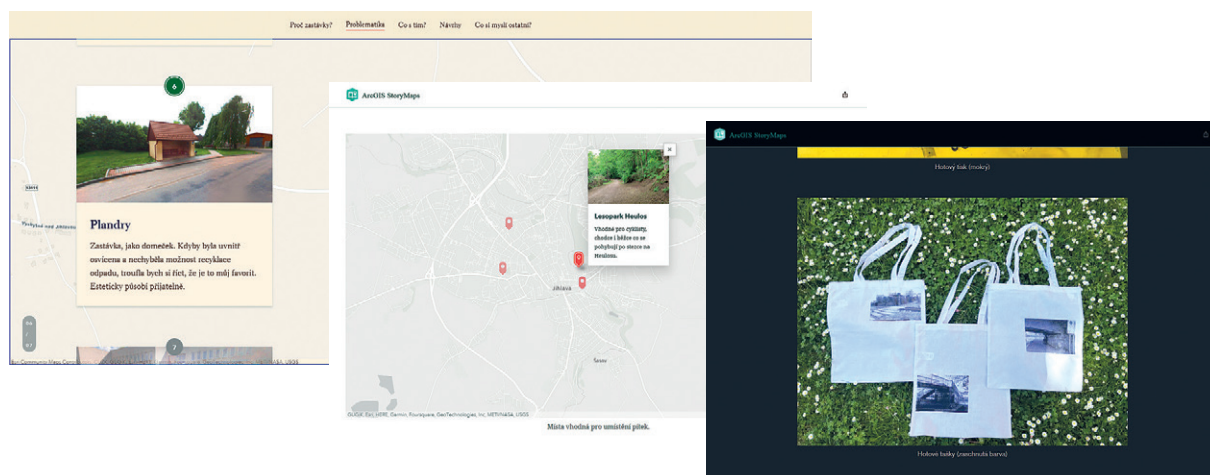 Proč zastávky?
Problematika
Co s tím?
Návrhy
Co si myslí ostatní?
6
Plandry
Zastávka, jako domeček. Kdyby byla uvnitř
osvícena a nechyběla možnost recyklace
odpadu, troufla bych si říct, že je to můj favorit.
Esteticky působí přijatelně.
7
ArcGIS StoryMaps
Lesopark Heulos
Vhodné pro cyklisty,
chodce i běžce co se
pohybují po stezce na
Heulosu.
Jihlava
Místa vhodná pro umístění pítek.
ArcGIS StoryMaps
Hotový tisk (mokrý)
Hotové tašky (zaschnutá barva)